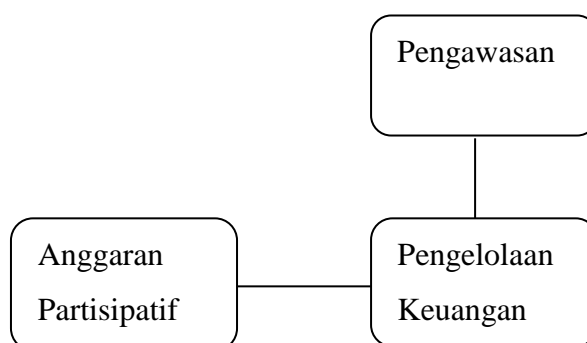 Pengawasan
Anggaran
Partisipatif
Pengelolaan
Keuangan